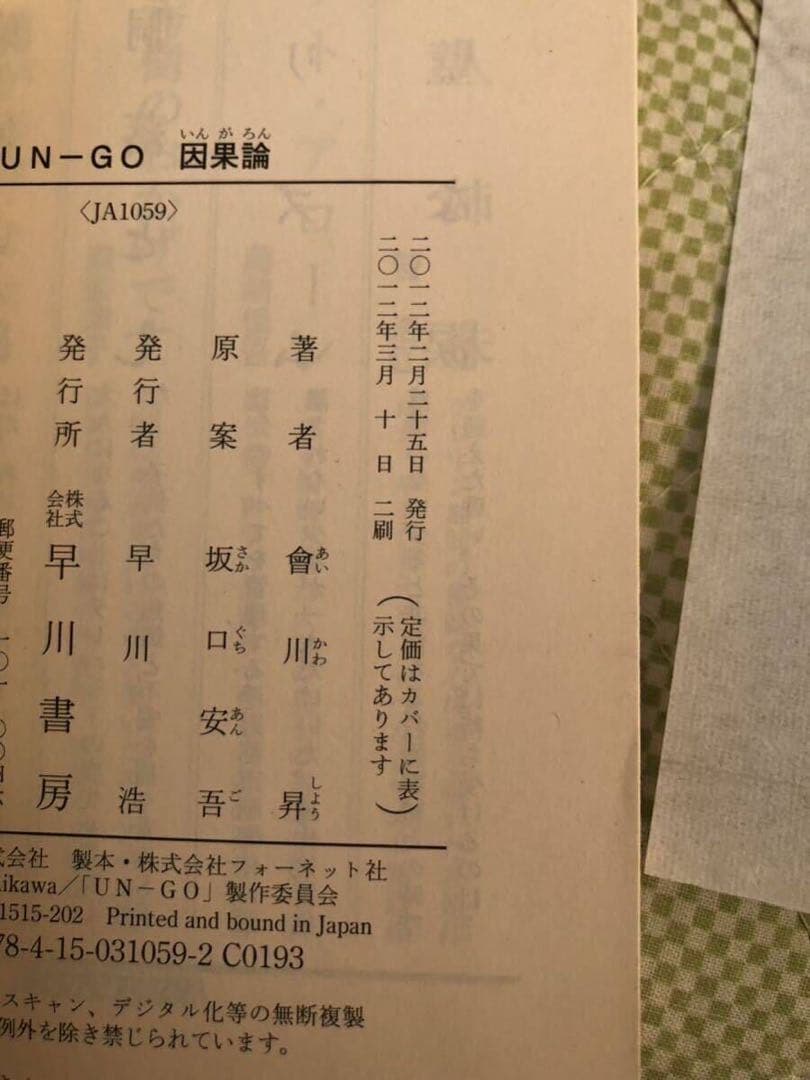 いんがろん
UN-GO 因果論
〈JA1059〉
二〇一二年二月二十五日 発行
二〇一二年三月 十 日 二刷
(定価はカバーに表
示してあります)
著者 會川 昇
あい かわ しよう
原案 坂口安吾
さか ぐち あん ご
発行者 早川 浩
発行所 株式会社 早川書房
郵便番号 一〇一
式会社 製本・株式会社フォーネット社
ikawa/「UN-GO」製作委員会
1515-202 Printed and bound in Japan
78-4-15-031059-2 C0193
スキャン、デジタル化等の無断複製
例外を除き禁じられています。